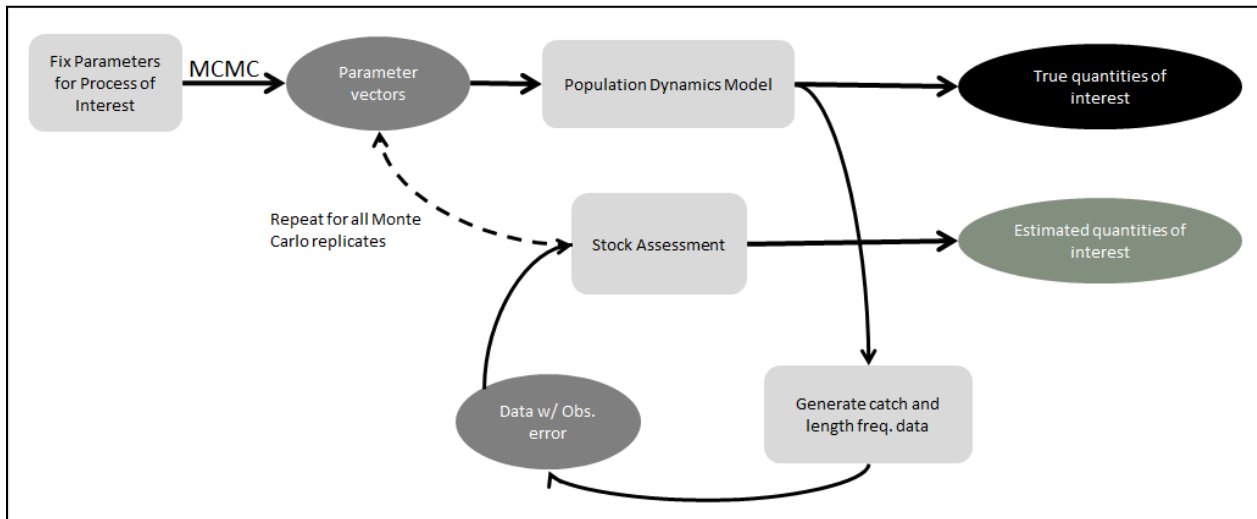 Fix Parameters
for Process of
Interest
MCMC
Parameter
vectors
Population Dynamics Model
True quantities of
interest
Repeat for all Monte
Carlo replicates
Stock Assessment
Estimated quantities of
interest
Data w/ Obs.
error
Generate catch and
length freq. data